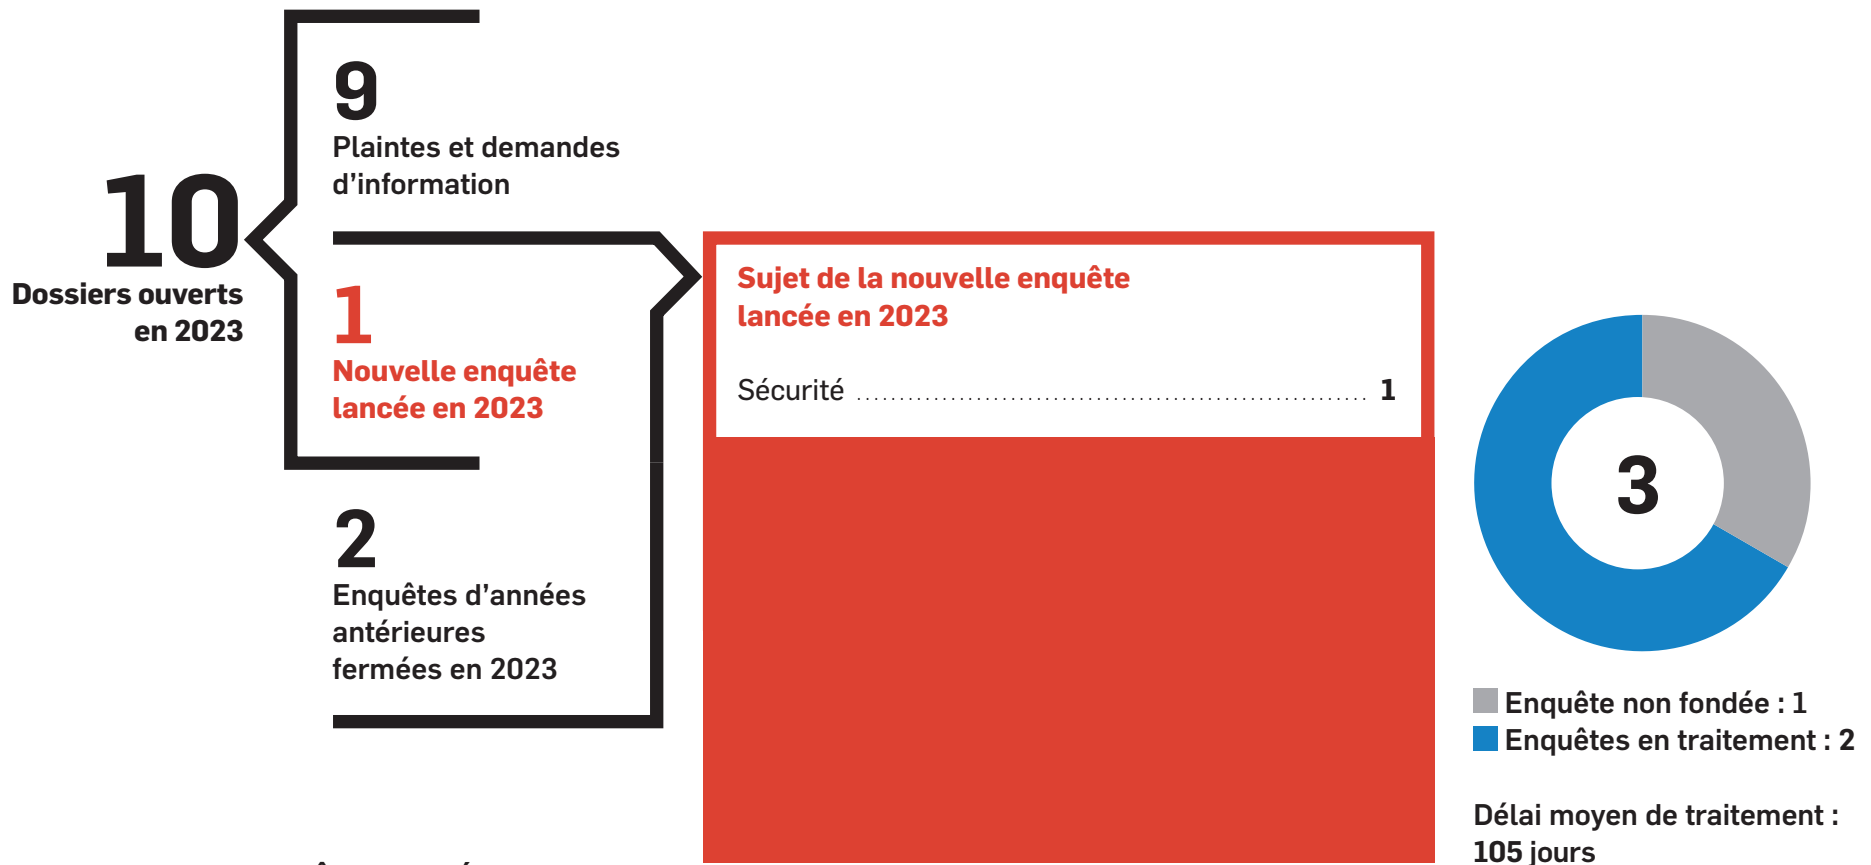 10
Dossiers ouverts
en 2023
9
Plaintes et demandes
d’information
1
Nouvelle enquête
lancée en 2023
2
Enquêtes d’années
antérieures
fermées en 2023
Sujet de la nouvelle enquête
lancée en 2023
Sécurité ........................................................... 1
3
Enquête non fondée : 1
Enquêtes en traitement : 2
Délai moyen de traitement :
105 jours